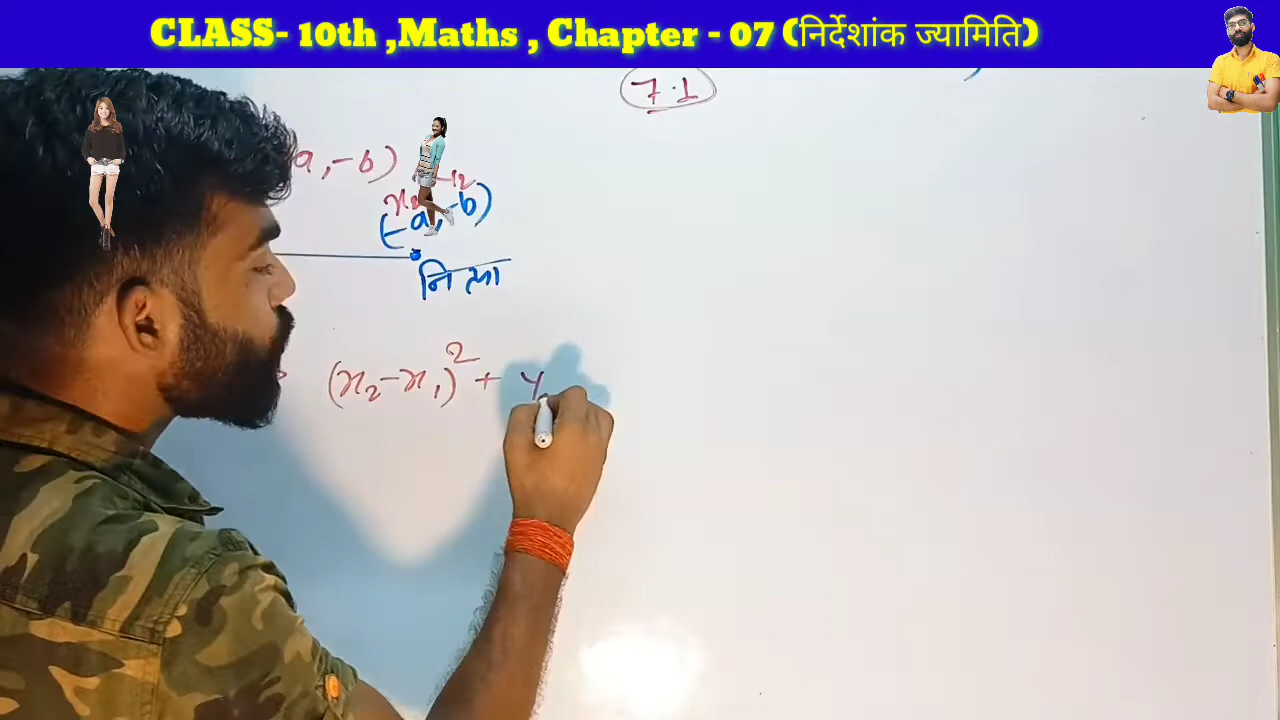 CLASS- 10th ,Maths , Chapter - 07 (निर्देशांक ज्यामिति)
7.1
a, -b)
(-a, -b)
(x₂-x₁)² + y